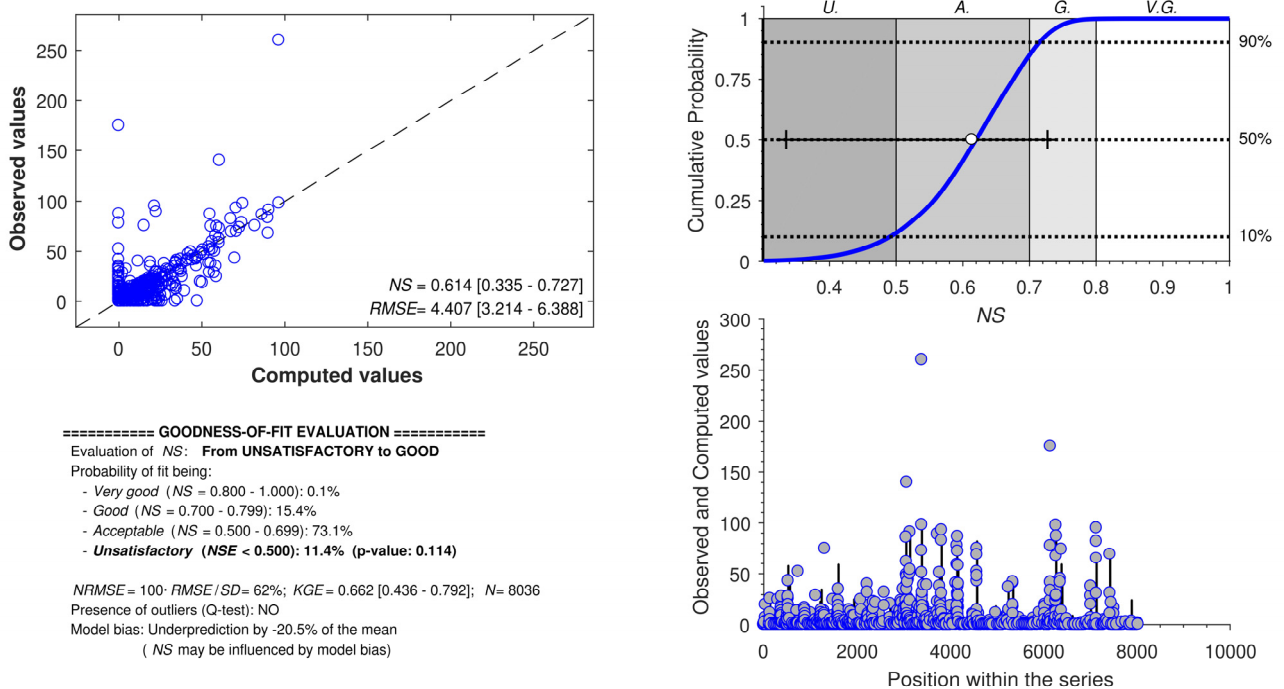 250
200
150
100
50
0
Observed values
NS = 0.614 [0.335 - 0.727]
RMSE= 4.407 [3.214 - 6.388]
0 50 100 150 200 250
Computed values
=========== GOODNESS-OF-FIT EVALUATION ===========
Evaluation of NS: From UNSATISFACTORY to GOOD
Probability of fit being:
- Very good (NS = 0.800 - 1.000): 0.1%
- Good (NS = 0.700 - 0.799): 15.4%
- Acceptable (NS = 0.500 - 0.699): 73.1%
- Unsatisfactory (NSE < 0.500): 11.4% (p-value: 0.114)
NRMSE = 100· RMSE / SD= 62%; KGE = 0.662 [0.436 - 0.792]; N= 8036
Presence of outliers (Q-test): NO
Model bias: Underprediction by -20.5% of the mean
( NS may be influenced by model bias)
U. A. G. V.G.
1
0.75
0.5
0.25
0
Cumulative Probability
90%
50%
10%
0.4 0.5 0.6 0.7 0.8 0.9 1
NS
300
250
200
150
100
50
0
Observed and Computed values
0 2000 4000 6000 8000 10000
Position within the series